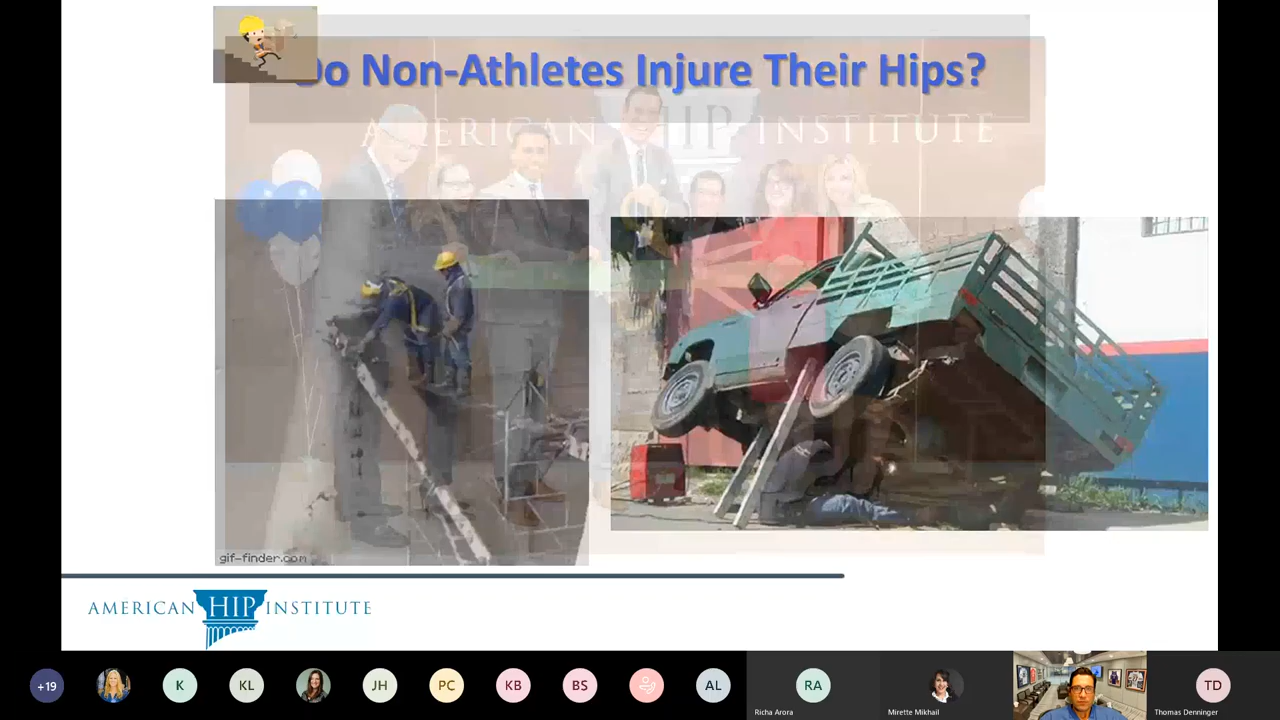 Do Non-Athletes Injure Their Hips?
AMERICAN HIP INSTITUTE
gif-finder.com
AMERICAN HIP INSTITUTE
+19
K
KL
JH
PC
KB
BS
AL
RA
TD
Richa Arora
Mirette Mikhail
Thomas Denninger